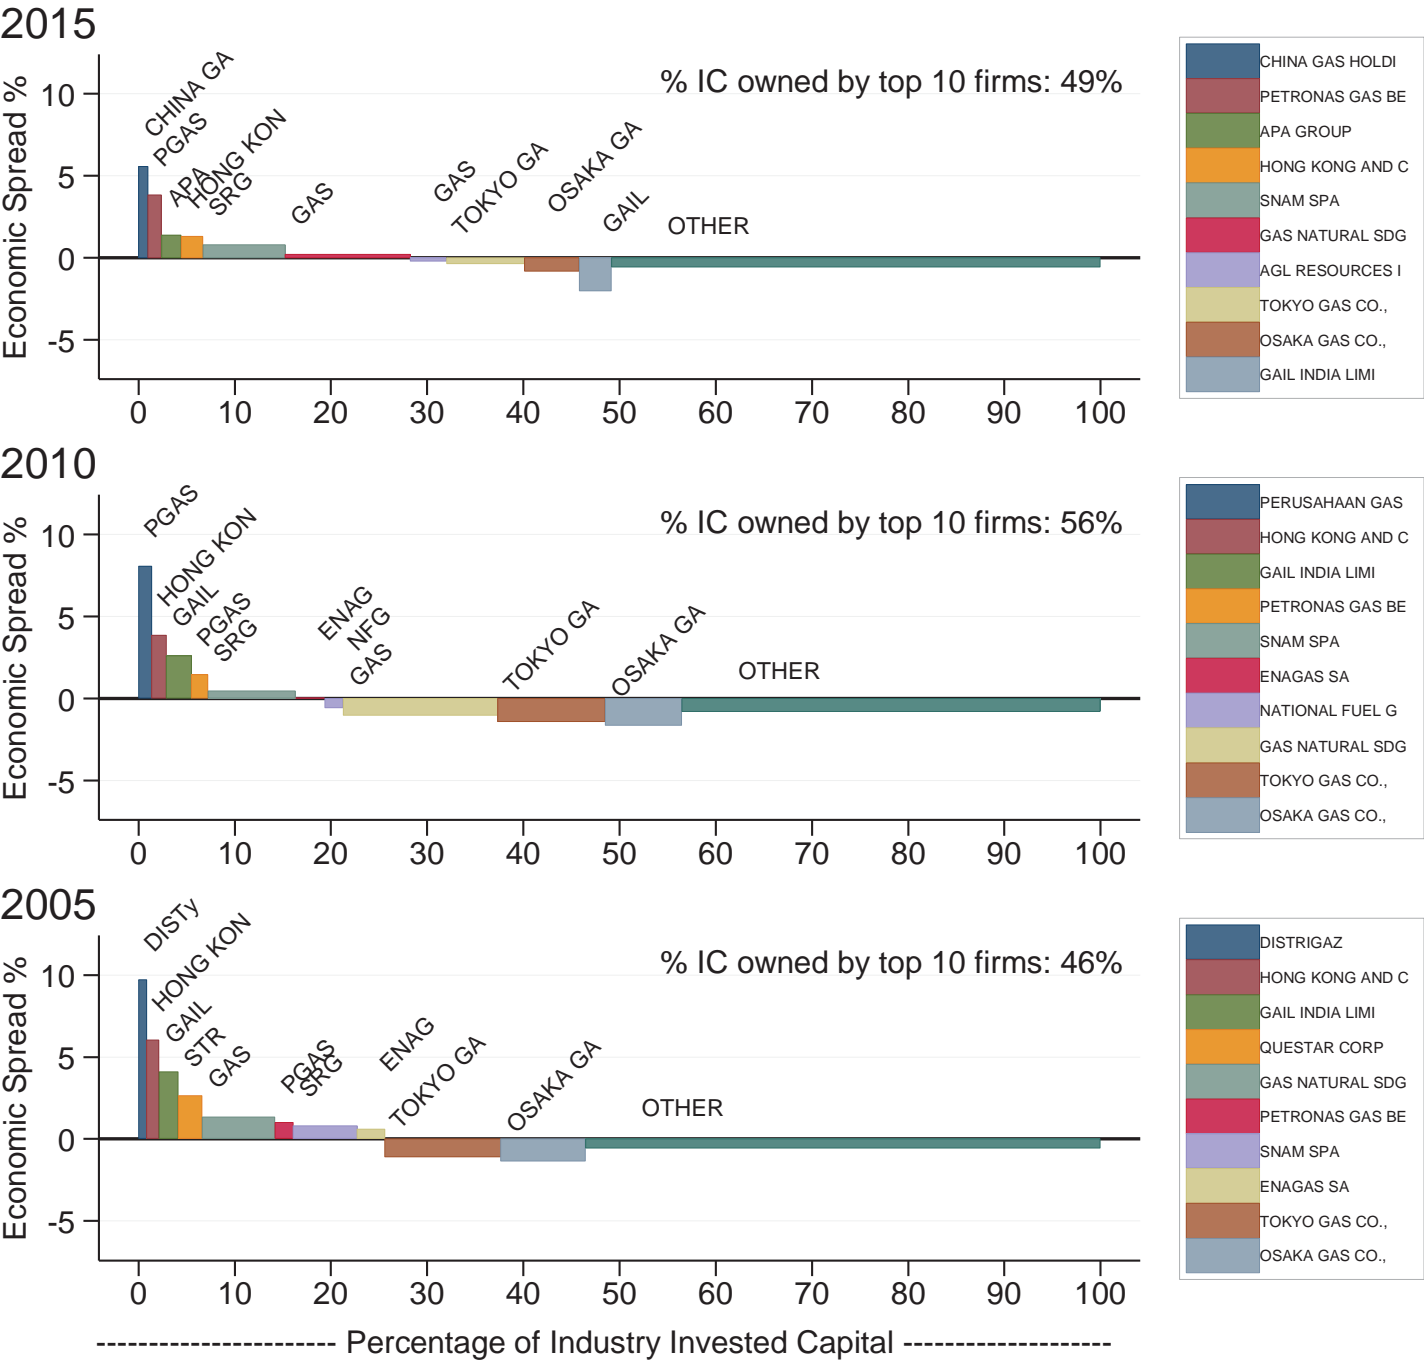 2015
Economic Spread %
10
5
0
-5
CHINA GA
PGAS
APA
HONG KON
SRG
GAS
GAS
TOKYO GA
OSAKA GA
GAIL
OTHER
% IC owned by top 10 firms: 49%
0 10 20 30 40 50 60 70 80 90 100
CHINA GAS HOLDI
PETRONAS GAS BE
APA GROUP
HONG KONG AND C
SNAM SPA
GAS NATURAL SDG
AGL RESOURCES I
TOKYO GAS CO.,
OSAKA GAS CO.,
GAIL INDIA LIMI
2010
Economic Spread %
10
5
0
-5
PGAS
HONG KON
GAIL
PGAS
SRG
ENAG
NFG
GAS
TOKYO GA
OSAKA GA
OTHER
% IC owned by top 10 firms: 56%
0 10 20 30 40 50 60 70 80 90 100
PERUSAHAAN GAS
HONG KONG AND C
GAIL INDIA LIMI
PETRONAS GAS BE
SNAM SPA
ENAGAS SA
NATIONAL FUEL G
GAS NATURAL SDG
TOKYO GAS CO.,
OSAKA GAS CO.,
2005
Economic Spread %
10
5
0
-5
DISTy
HONG KON
GAIL
STR
GAS
PGAS
SRG
ENAG
TOKYO GA
OSAKA GA
OTHER
% IC owned by top 10 firms: 46%
0 10 20 30 40 50 60 70 80 90 100
DISTRIGAZ
HONG KONG AND C
GAIL INDIA LIMI
QUESTAR CORP
GAS NATURAL SDG
PETRONAS GAS BE
SNAM SPA
ENAGAS SA
TOKYO GAS CO.,
OSAKA GAS CO.,
Percentage of Industry Invested Capital